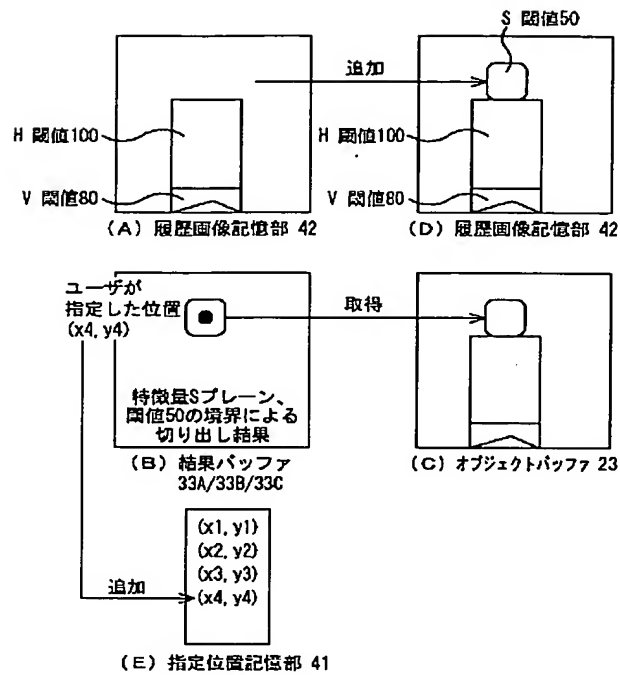 S 閾値50
追加
H 閾値100
H 閾値100
V 閾値80
V 閾値80
(A) 履歴画像記憶部 42
(D) 履歴画像記憶部 42
ユーザが
指定した位置
(x4, y4)
取得
特徴量Sプレーン、
閾値50の境界による
切り出し結果
(B) 結果バッファ
33A/33B/33C
(C) オブジェクトバッファ 23
(x1, y1)
(x2, y2)
(x3, y3)
(x4, y4)
追加
(E) 指定位置記憶部 41